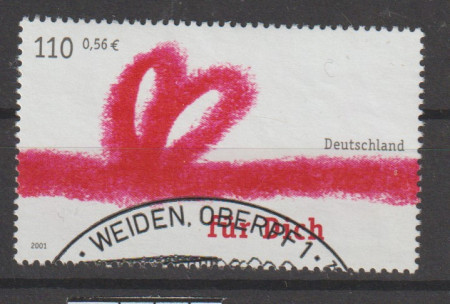 110 0,56 €
Deutschland
für Dich
2001
· WEIDEN, OBERPF 1 ·